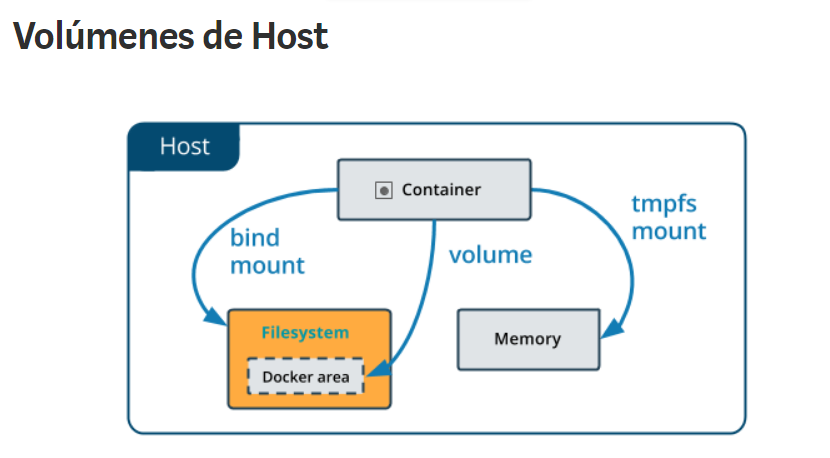 Volúmenes de Host
Host
Container
bind
mount
volume
tmpfs
mount
Filesystem
Docker area
Memory